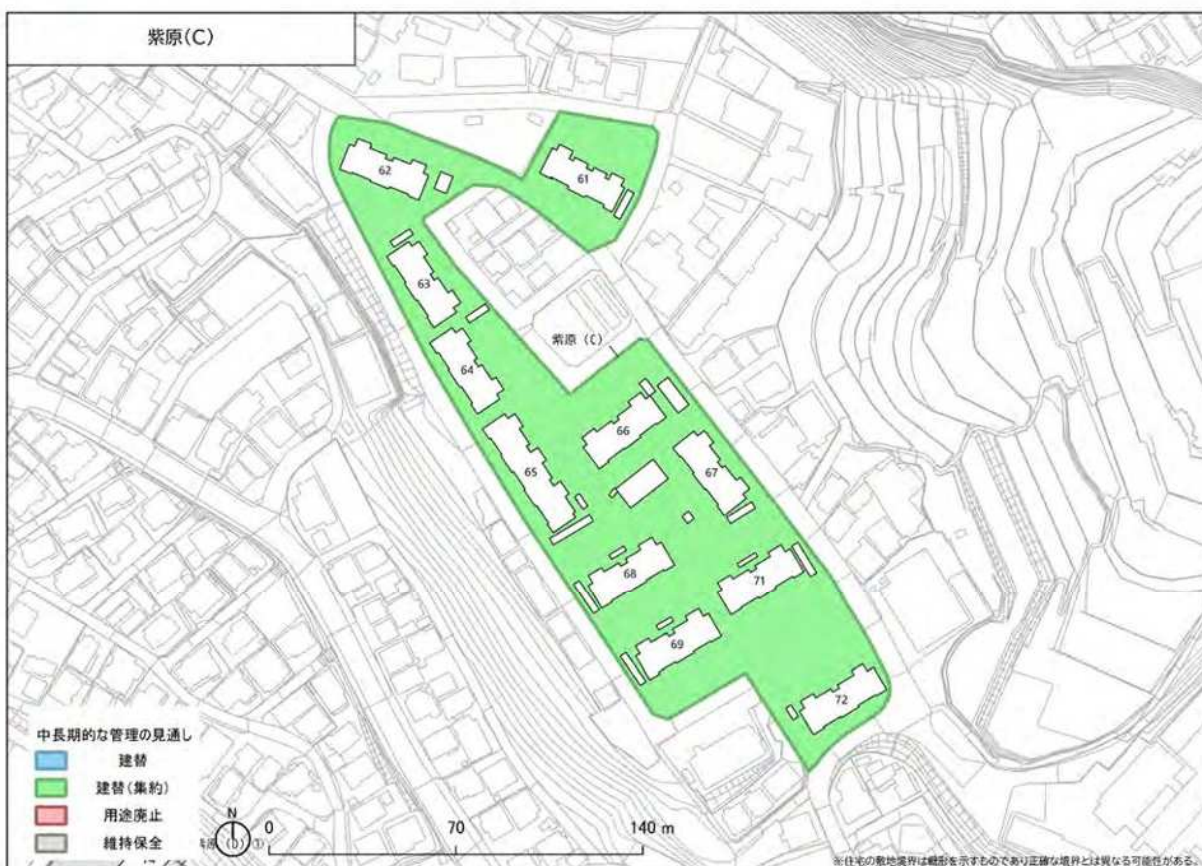 紫原(C)
62
61
63
紫原(C)
64
66
65
67
68
71
69
72
中長期的な管理の見通し
建替
建替(集約)
用途廃止
維持保全
N
0 70 140 m
※住宅の敷地境界は概形を示すものであり正確な境界とは異なる可能性がある